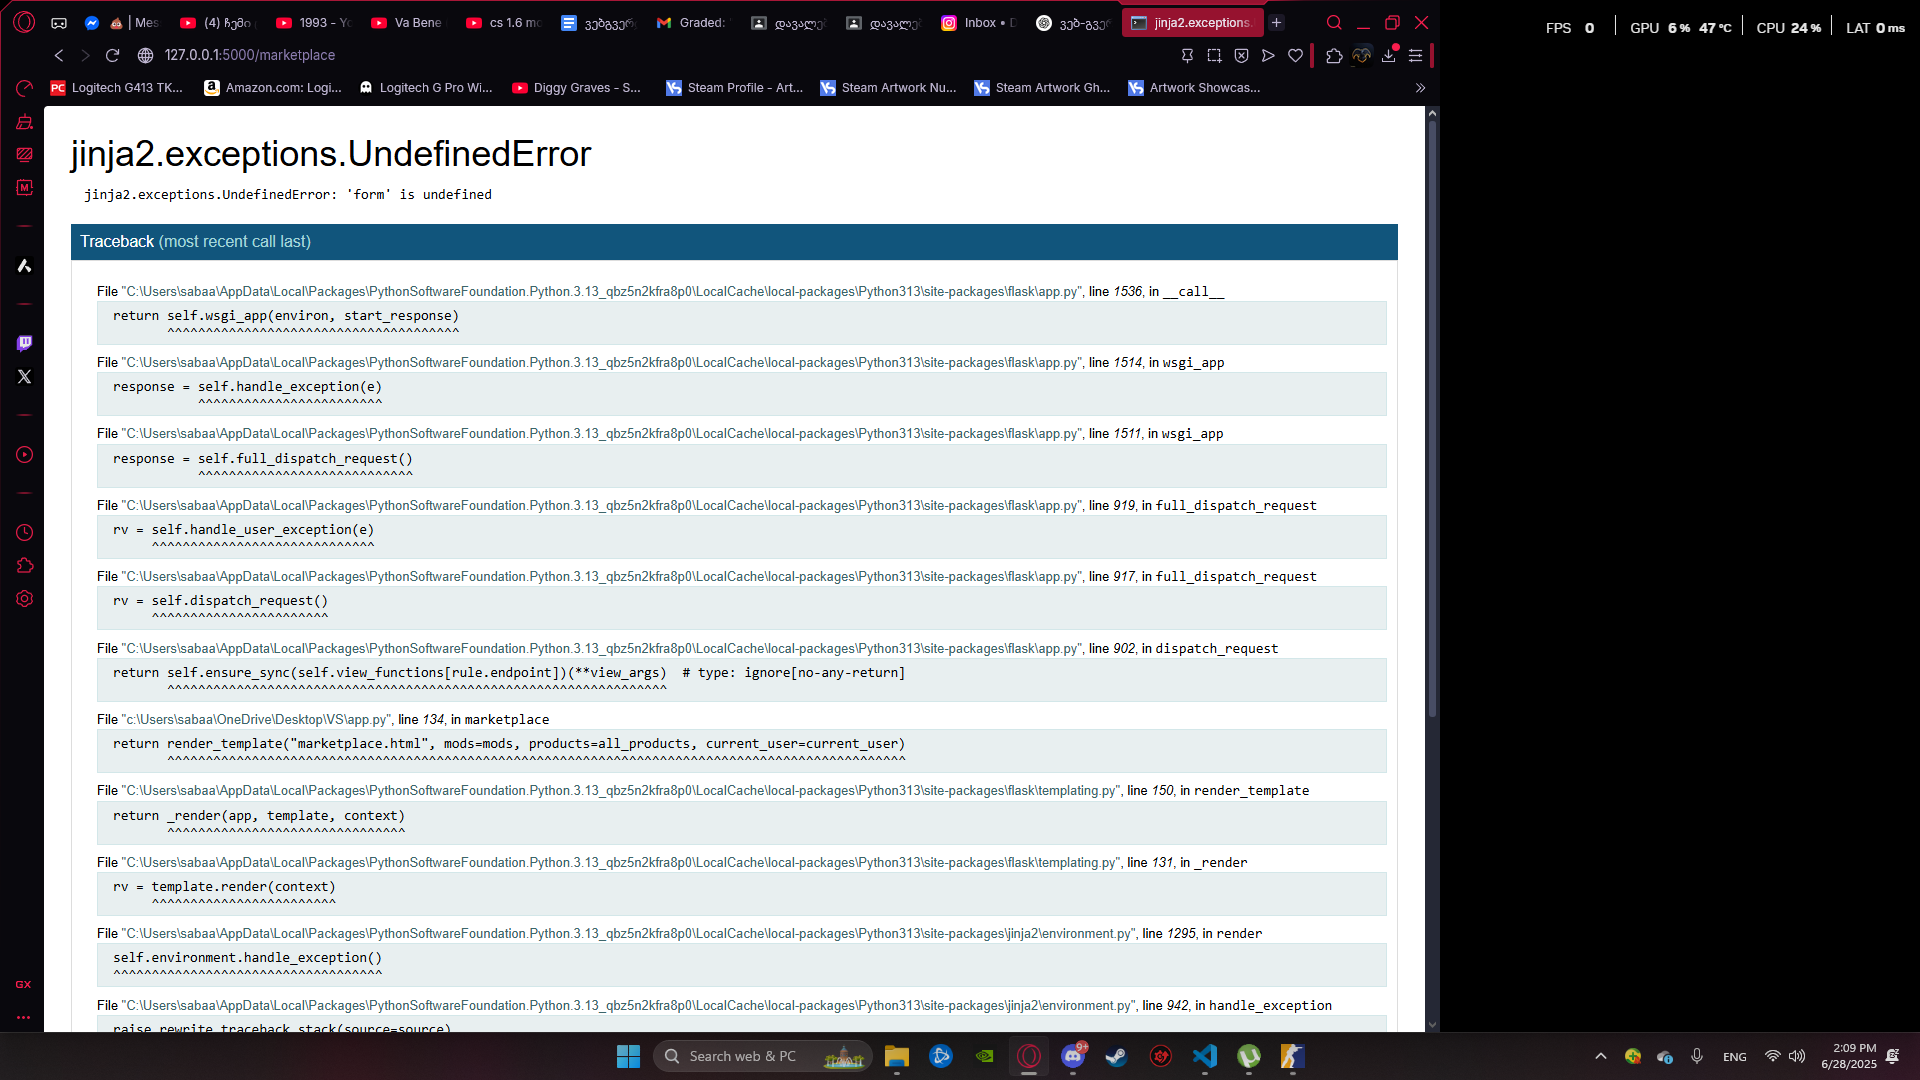 Mes
(4) ჩემი
1993 - Yo
Va Bene
cs 1.6 mo
ვებგვერ
Graded:
დავალე
დავალე
Inbox • D
ვებ-გვერ
jinja2.exceptions.
127.0.0.1:5000/marketplace
FPS 0
GPU 6 % 47 °C
CPU 24 %
LAT 0 ms
PC Logitech G413 TK...
Amazon.com: Logi...
Logitech G Pro Wi...
Diggy Graves - S...
Steam Profile - Art...
Steam Artwork Nu...
Steam Artwork Gh...
Artwork Showcas...
jinja2.exceptions.UndefinedError
jinja2.exceptions.UndefinedError: 'form' is undefined
Traceback (most recent call last)
File "C:\Users\sabaa\AppData\Local\Packages\PythonSoftwareFoundation.Python.3.13_qbz5n2kfra8p0\LocalCache\local-packages\Python313\site-packages\flask\app.py", line 1536, in __call__
return self.wsgi_app(environ, start_response)
^^^^^^^^^^^^^^^^^^^^^^^^^^^^^^^^^^^^^^
File "C:\Users\sabaa\AppData\Local\Packages\PythonSoftwareFoundation.Python.3.13_qbz5n2kfra8p0\LocalCache\local-packages\Python313\site-packages\flask\app.py", line 1514, in wsgi_app
response = self.handle_exception(e)
^^^^^^^^^^^^^^^^^^^^^^^^
File "C:\Users\sabaa\AppData\Local\Packages\PythonSoftwareFoundation.Python.3.13_qbz5n2kfra8p0\LocalCache\local-packages\Python313\site-packages\flask\app.py", line 1511, in wsgi_app
response = self.full_dispatch_request()
^^^^^^^^^^^^^^^^^^^^^^^^^^^^
File "C:\Users\sabaa\AppData\Local\Packages\PythonSoftwareFoundation.Python.3.13_qbz5n2kfra8p0\LocalCache\local-packages\Python313\site-packages\flask\app.py", line 919, in full_dispatch_request
rv = self.handle_user_exception(e)
^^^^^^^^^^^^^^^^^^^^^^^^^^^^^
File "C:\Users\sabaa\AppData\Local\Packages\PythonSoftwareFoundation.Python.3.13_qbz5n2kfra8p0\LocalCache\local-packages\Python313\site-packages\flask\app.py", line 917, in full_dispatch_request
rv = self.dispatch_request()
^^^^^^^^^^^^^^^^^^^^^^^
File "C:\Users\sabaa\AppData\Local\Packages\PythonSoftwareFoundation.Python.3.13_qbz5n2kfra8p0\LocalCache\local-packages\Python313\site-packages\flask\app.py", line 902, in dispatch_request
return self.ensure_sync(self.view_functions[rule.endpoint])(**view_args)  # type: ignore[no-any-return]
^^^^^^^^^^^^^^^^^^^^^^^^^^^^^^^^^^^^^^^^^^^^^^^^^^^^^^^^^^^^^^^^^
File "c:\Users\sabaa\OneDrive\Desktop\VS\app.py", line 134, in marketplace
return render_template("marketplace.html", mods=mods, products=all_products, current_user=current_user)
^^^^^^^^^^^^^^^^^^^^^^^^^^^^^^^^^^^^^^^^^^^^^^^^^^^^^^^^^^^^^^^^^^^^^^^^^^^^^^^^^^^^^^^^^^^^^^^^
File "C:\Users\sabaa\AppData\Local\Packages\PythonSoftwareFoundation.Python.3.13_qbz5n2kfra8p0\LocalCache\local-packages\Python313\site-packages\flask\templating.py", line 150, in render_template
return _render(app, template, context)
^^^^^^^^^^^^^^^^^^^^^^^^^^^^^^^
File "C:\Users\sabaa\AppData\Local\Packages\PythonSoftwareFoundation.Python.3.13_qbz5n2kfra8p0\LocalCache\local-packages\Python313\site-packages\flask\templating.py", line 131, in _render
rv = template.render(context)
^^^^^^^^^^^^^^^^^^^^^^^^
File "C:\Users\sabaa\AppData\Local\Packages\PythonSoftwareFoundation.Python.3.13_qbz5n2kfra8p0\LocalCache\local-packages\Python313\site-packages\jinja2\environment.py", line 1295, in render
self.environment.handle_exception()
^^^^^^^^^^^^^^^^^^^^^^^^^^^^^^^^^^^
File "C:\Users\sabaa\AppData\Local\Packages\PythonSoftwareFoundation.Python.3.13_qbz5n2kfra8p0\LocalCache\local-packages\Python313\site-packages\jinja2\environment.py", line 942, in handle_exception
raise rewrite_traceback_stack(source=source)
GX
Search web & PC
9+
ENG
2:09 PM
6/28/2025